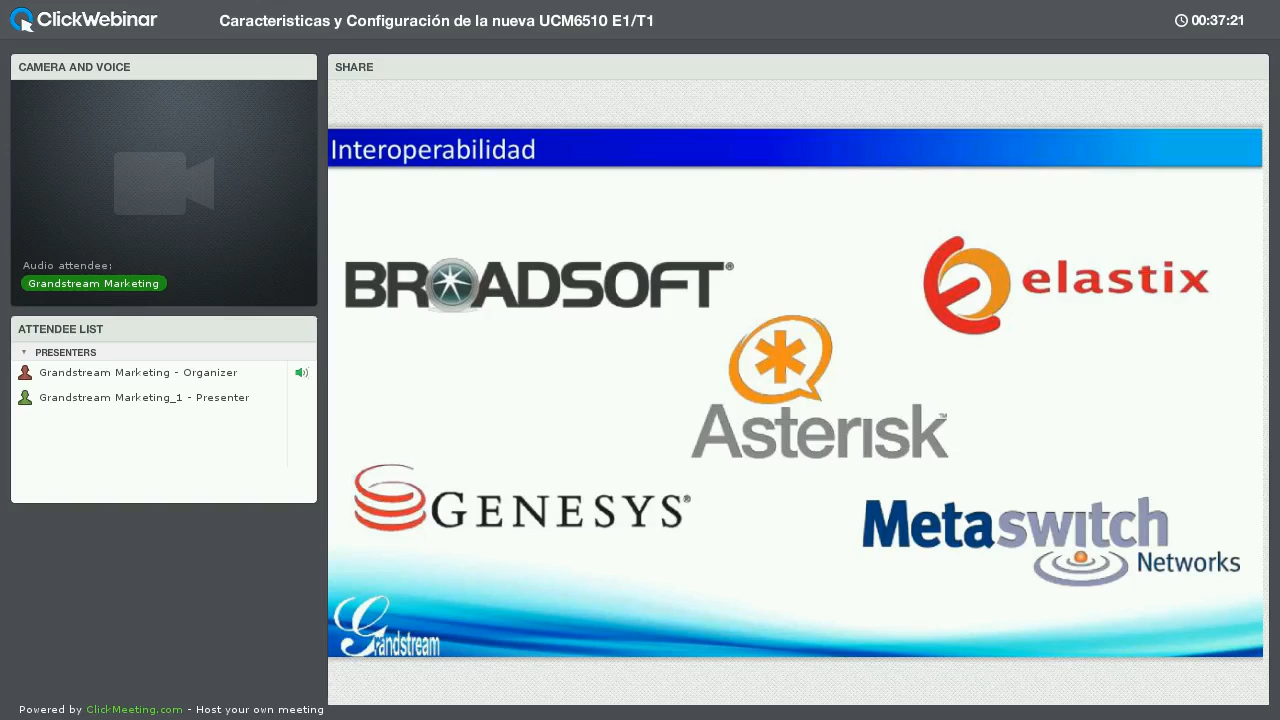 ClickWebinar
Caracteristicas y Configuración de la nueva UCM6510 E1/T1
00:37:21
CAMERA AND VOICE
Audio attendee:
Grandstream Marketing
ATTENDEE LIST
PRESENTERS
Grandstream Marketing - Organizer
Grandstream Marketing_1 - Presenter
SHARE
Interoperabilidad
BROADSOFT®
elastix
Asterisk™
GENESYS®
Metaswitch
Networks
Grandstream
Powered by ClickMeeting.com - Host your own meeting